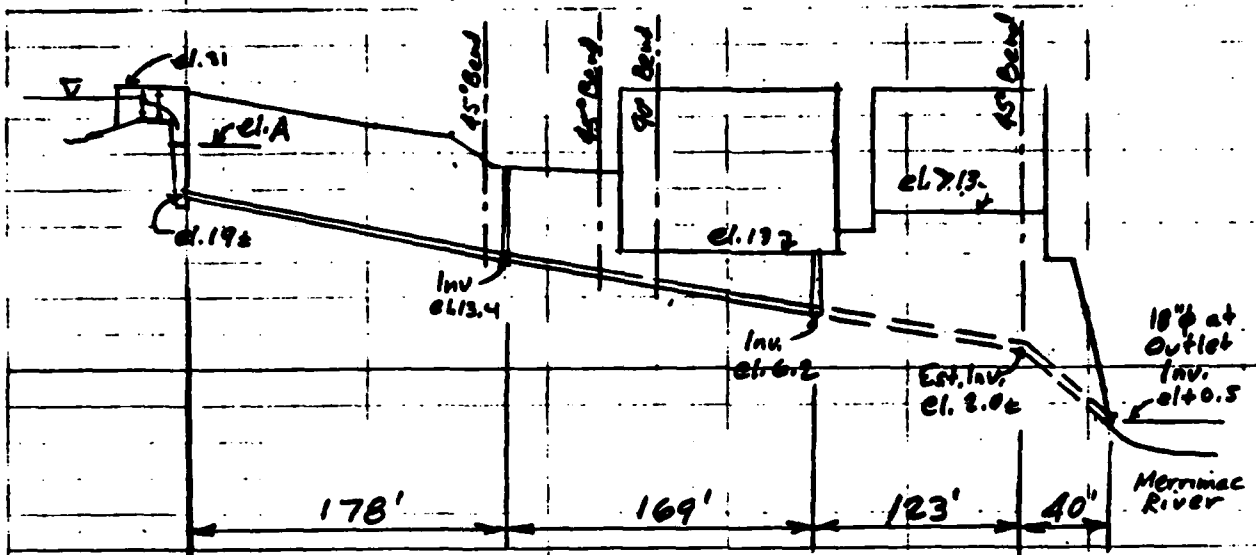 el.31
el.A
el.19±
45° Bend
Inv
el.13.4
45° Bend
90° Bend
el.19±
Inv.
el.6.2
el>13
45° Bend
Est. Inv.
el. 2.0±
18"ϕ at
Outlet
Inv.
el+0.5
Merrimac
River
178'
169'
123'
40'